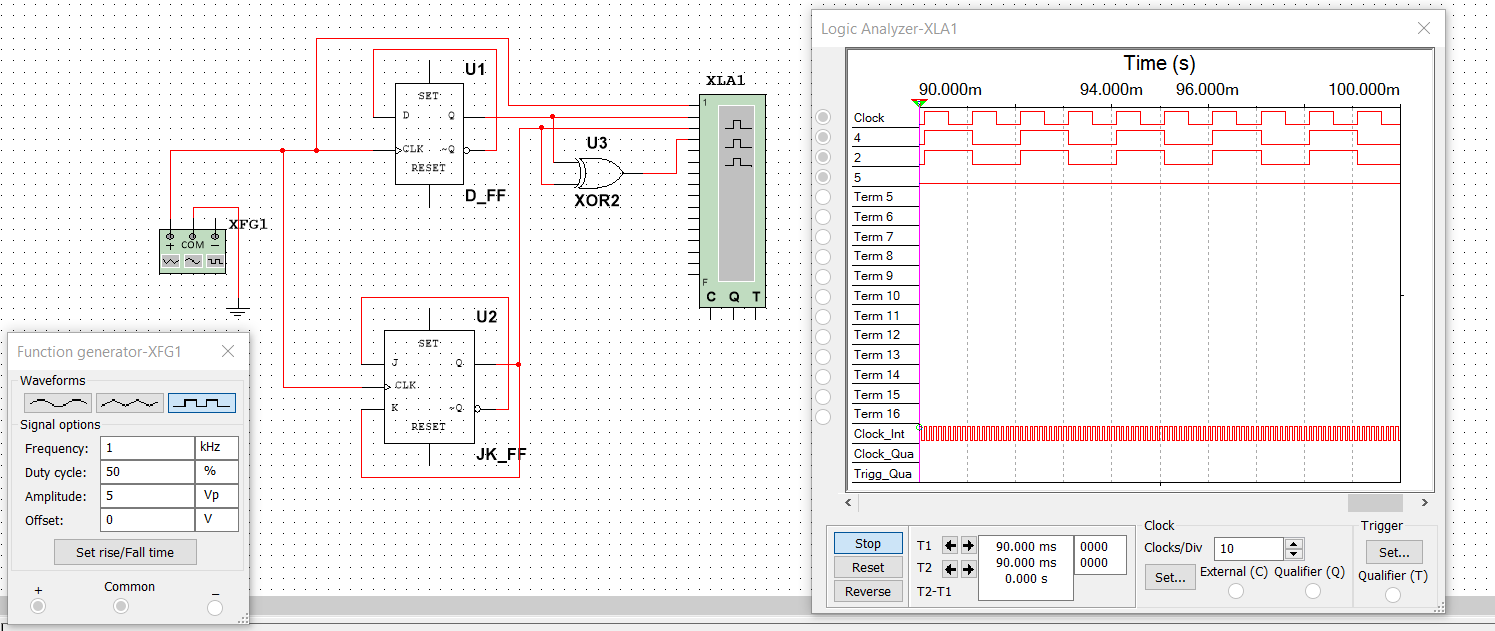 U1
SET
D Q
CLK ~Q
RESET
D_FF
XLA1
1
F
C Q T
U3
XOR2
XFG1
+ COM −
U2
SET
J Q
CLK
K ~Q
RESET
JK_FF
Function generator-XFG1
Waveforms
Signal options
Frequency: 1 kHz
Duty cycle: 50 %
Amplitude: 5 Vp
Offset: 0 V
Set rise/Fall time
+ Common −
Logic Analyzer-XLA1
Time (s)
90.000m 94.000m 96.000m 100.000m
Clock
4
2
5
Term 5
Term 6
Term 7
Term 8
Term 9
Term 10
Term 11
Term 12
Term 13
Term 14
Term 15
Term 16
Clock_Int
Clock_Qua
Trigg_Qua
Stop
Reset
Reverse
T1 90.000 ms 0000
T2 90.000 ms 0000
T2-T1 0.000 s
Clock
Clocks/Div 10
Set... External (C) Qualifier (Q)
Trigger
Set...
Qualifier (T)